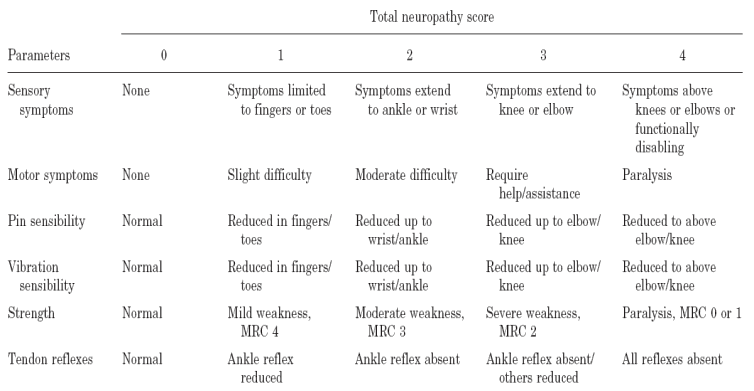 Total neuropathy score
Parameters 0 1 2 3 4
Sensory None Symptoms limited Symptoms extend Symptoms extend to Symptoms above
symptoms to fingers or toes to ankle or wrist knee or elbow knees or elbows or
functionally
disabling
Motor symptoms None Slight difficulty Moderate difficulty Require Paralysis
help/assistance
Pin sensibility Normal Reduced in fingers/ Reduced up to Reduced up to elbow/ Reduced to above
toes wrist/ankle knee elbow/knee
Vibration Normal Reduced in fingers/ Reduced up to Reduced up to elbow/ Reduced to above
sensibility toes wrist/ankle knee elbow/knee
Strength Normal Mild weakness, Moderate weakness, Severe weakness, Paralysis, MRC 0 or 1
MRC 4 MRC 3 MRC 2
Tendon reflexes Normal Ankle reflex Ankle reflex absent Ankle reflex absent/ All reflexes absent
reduced others reduced